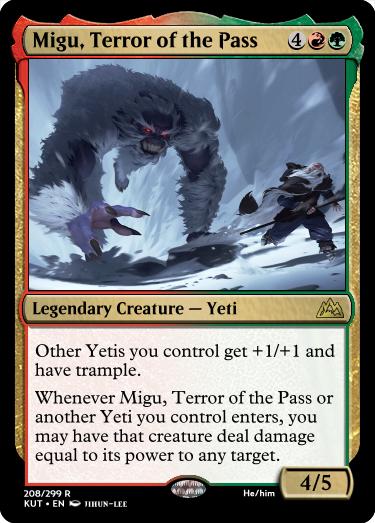 Migu, Terror of the Pass 4
Legendary Creature — Yeti
Other Yetis you control get +1/+1 and
have trample.
Whenever Migu, Terror of the Pass or
another Yeti you control enters, you
may have that creature deal damage
equal to its power to any target.
4/5
208/299 R
KUT • EN JIHUN-LEE
He/him